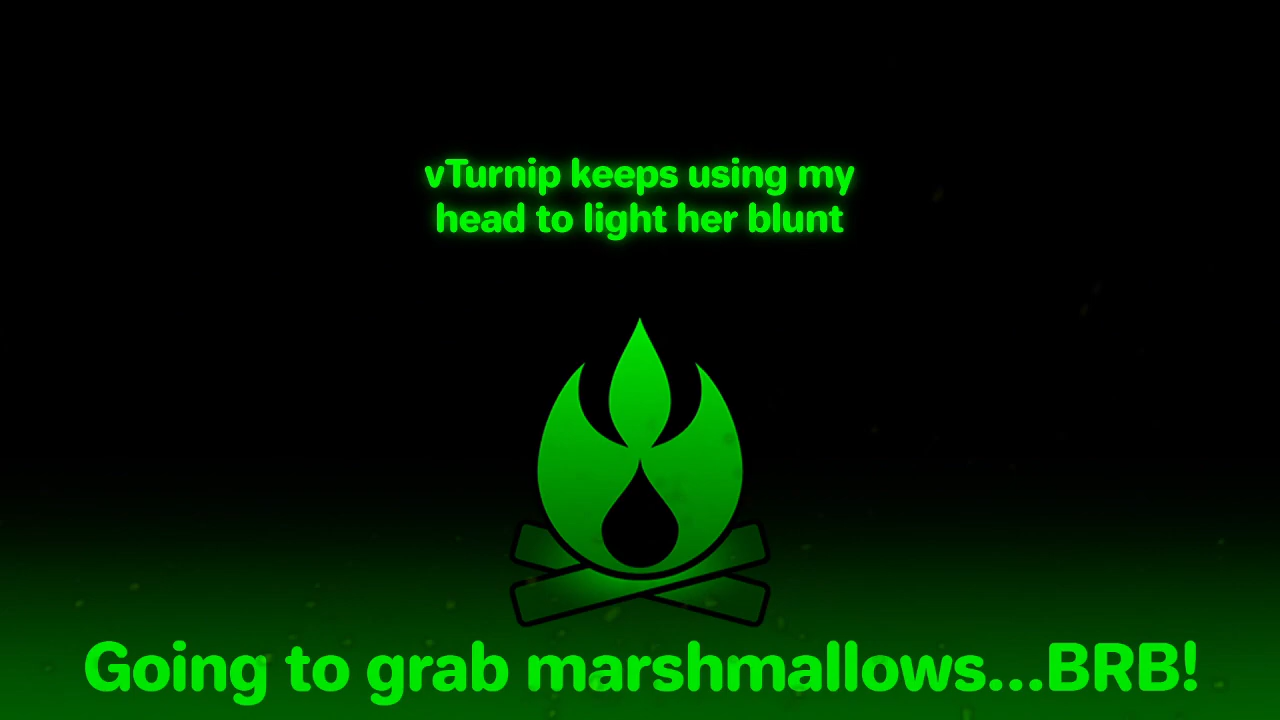 vTurnip keeps using my
head to light her blunt
Going to grab marshmallows...BRB!